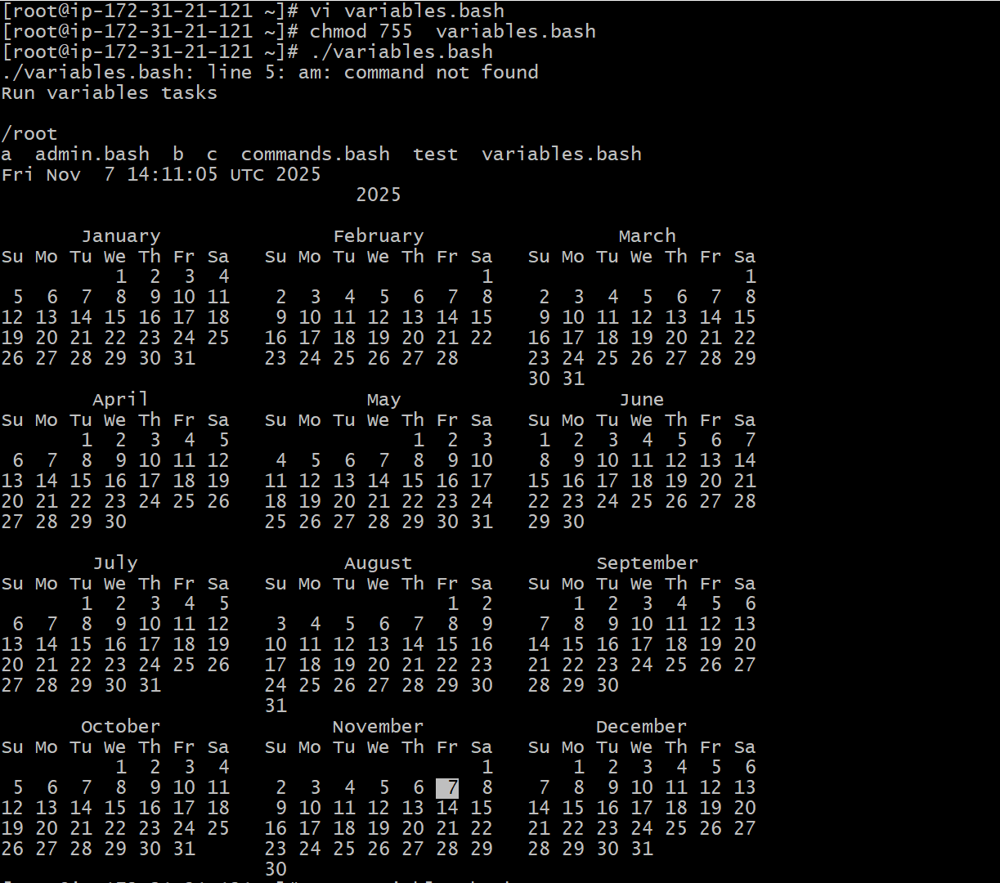 [root@ip-172-31-21-121 ~]# vi variables.bash
[root@ip-172-31-21-121 ~]# chmod 755  variables.bash
[root@ip-172-31-21-121 ~]# ./variables.bash
./variables.bash: line 5: am: command not found
Run variables tasks

/root
a  admin.bash  b  c  commands.bash  test  variables.bash
Fri Nov  7 14:11:05 UTC 2025
                               2025

       January               February                 March
Su Mo Tu We Th Fr Sa   Su Mo Tu We Th Fr Sa   Su Mo Tu We Th Fr Sa
          1  2  3  4                      1                      1
 5  6  7  8  9 10 11    2  3  4  5  6  7  8    2  3  4  5  6  7  8
12 13 14 15 16 17 18    9 10 11 12 13 14 15    9 10 11 12 13 14 15
19 20 21 22 23 24 25   16 17 18 19 20 21 22   16 17 18 19 20 21 22
26 27 28 29 30 31      23 24 25 26 27 28      23 24 25 26 27 28 29
                                              30 31
        April                   May                   June
Su Mo Tu We Th Fr Sa   Su Mo Tu We Th Fr Sa   Su Mo Tu We Th Fr Sa
       1  2  3  4  5                1  2  3    1  2  3  4  5  6  7
 6  7  8  9 10 11 12    4  5  6  7  8  9 10    8  9 10 11 12 13 14
13 14 15 16 17 18 19   11 12 13 14 15 16 17   15 16 17 18 19 20 21
20 21 22 23 24 25 26   18 19 20 21 22 23 24   22 23 24 25 26 27 28
27 28 29 30            25 26 27 28 29 30 31   29 30

        July                  August                September
Su Mo Tu We Th Fr Sa   Su Mo Tu We Th Fr Sa   Su Mo Tu We Th Fr Sa
       1  2  3  4  5                   1  2       1  2  3  4  5  6
 6  7  8  9 10 11 12    3  4  5  6  7  8  9    7  8  9 10 11 12 13
13 14 15 16 17 18 19   10 11 12 13 14 15 16   14 15 16 17 18 19 20
20 21 22 23 24 25 26   17 18 19 20 21 22 23   21 22 23 24 25 26 27
27 28 29 30 31         24 25 26 27 28 29 30   28 29 30
                       31
       October               November               December
Su Mo Tu We Th Fr Sa   Su Mo Tu We Th Fr Sa   Su Mo Tu We Th Fr Sa
          1  2  3  4                      1       1  2  3  4  5  6
 5  6  7  8  9 10 11    2  3  4  5  6  7  8    7  8  9 10 11 12 13
12 13 14 15 16 17 18    9 10 11 12 13 14 15   14 15 16 17 18 19 20
19 20 21 22 23 24 25   16 17 18 19 20 21 22   21 22 23 24 25 26 27
26 27 28 29 30 31      23 24 25 26 27 28 29   28 29 30 31
                       30